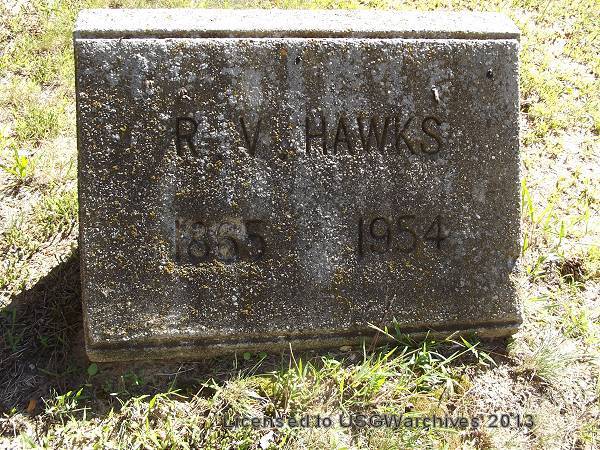 R V HAWKS
1865 1954
Licensed to USGWarchives 2013